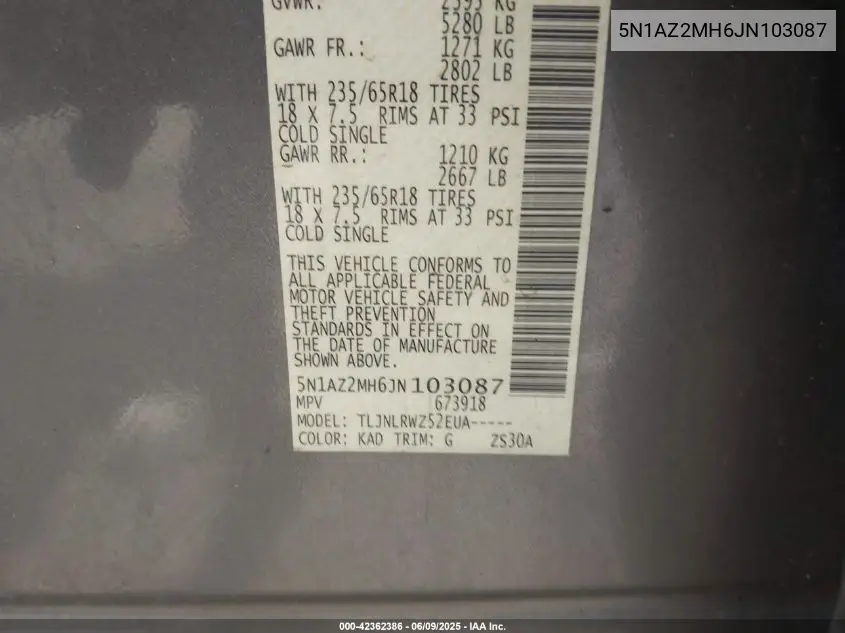 5N1AZ2MH6JN103087
GVWR: 2395 KG
5280 LB
GAWR FR.: 1271 KG
2802 LB
WITH 235/65R18 TIRES
18 X 7.5 RIMS AT 33 PSI
COLD SINGLE
GAWR RR.: 1210 KG
2667 LB
WITH 235/65R18 TIRES
18 X 7.5 RIMS AT 33 PSI
COLD SINGLE
THIS VEHICLE CONFORMS TO
ALL APPLICABLE FEDERAL
MOTOR VEHICLE SAFETY AND
THEFT PREVENTION
STANDARDS IN EFFECT ON
THE DATE OF MANUFACTURE
SHOWN ABOVE.
5N1AZ2MH6JN103087
MPV 673918
MODEL: TLJNLRWZ52EUA-----
COLOR: KAD TRIM: G ZS30A
000-42362386 - 06/09/2025 - IAA Inc.